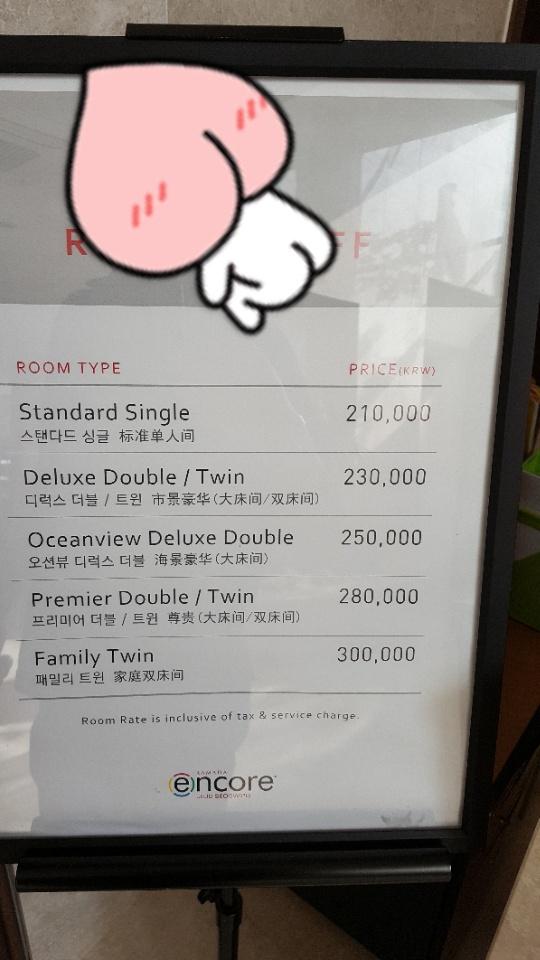 ROOM TYPE PRICE(KRW)
Standard Single 210,000
스탠다드 싱글 标准单人间
Deluxe Double / Twin 230,000
디럭스 더블 / 트윈 市景豪华(大床间/双床间)
Oceanview Deluxe Double 250,000
오션뷰 디럭스 더블 海景豪华(大床间)
Premier Double / Twin 280,000
프리미어 더블 / 트윈 尊贵(大床间/双床间)
Family Twin 300,000
패밀리 트윈 家庭双床间
Room Rate is inclusive of tax & service charge.
RAMADA
encore